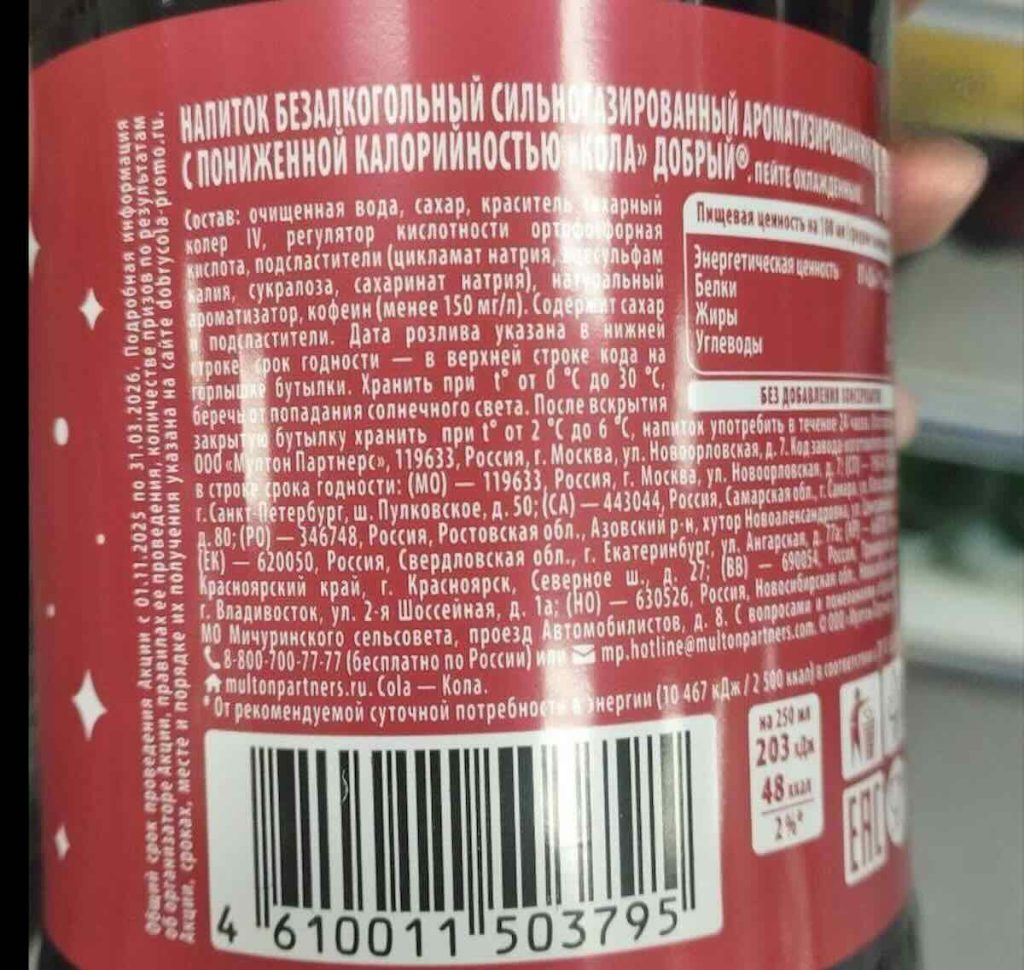 НАПИТОК БЕЗАЛКОГОЛЬНЫЙ СИЛЬНОГАЗИРОВАННЫЙ АРОМАТИЗИРОВАННЫЙ
С ПОНИЖЕННОЙ КАЛОРИЙНОСТЬЮ «КОЛА» ДОБРЫЙ®. ПЕЙТЕ ОХЛАЖДЕННЫМ
Состав: очищенная вода, сахар, краситель сахарный
колер IV, регулятор кислотности ортофосфорная
кислота, подсластители (цикламат натрия, ацесульфам
калия, сукралоза, сахаринат натрия), натуральный
ароматизатор, кофеин (менее 150 мг/л). Содержит сахар
и подсластители. Дата розлива указана в нижней
строке, срок годности — в верхней строке кода на
горлышке бутылки. Хранить при t° от 0 °C до 30 °C,
беречь от попадания солнечного света. После вскрытия
закрытую бутылку хранить при t° от 2 °C до 6 °C, напиток употребить в течение 24 часов.
ООО «Мултон Партнерс», 119633, Россия, г. Москва, ул. Новоорловская, д. 7. Код завода
в строке срока годности: (МО) — 119633, Россия, г. Москва, ул. Новоорловская, д. 7;
г. Санкт-Петербург, ш. Пулковское, д. 50; (СА) — 443044, Россия, Самарская обл., г. Самара,
д. 80; (РО) — 346748, Россия, Ростовская обл., Азовский р-н, хутор Новоалександровка,
(ЕК) — 620050, Россия, Свердловская обл., г. Екатеринбург, ул. Ангарская, д. 77а;
Красноярский край, г. Красноярск, Северное ш., д. 27; (ВВ) — 690054, Россия,
г. Владивосток, ул. 2-я Шоссейная, д. 1а; (НО) — 630526, Россия, Новосибирская обл.,
МО Мичуринского сельсовета, проезд Автомобилистов, д. 8. С вопросами и
8-800-700-77-77 (бесплатно по России) или mp.hotline@multonpartners.com.
multonpartners.ru. Cola — Кола.
*От рекомендуемой суточной потребности в энергии (10 467 кДж / 2 500 ккал) в соответствии
Пищевая ценность на 100 мл
Энергетическая ценность
Белки
Жиры
Углеводы
БЕЗ ДОБАВЛЕНИЯ КОНСЕРВАНТОВ
на 250 мл
203 кДж
48 ккал
2%*
EAC
4 610011 503795
Общий срок проведения Акции с 01.11.2025 по 31.03.2026. Подробная информация
об организаторе Акции, правилах ее проведения, количестве призов по результатам
Акции, сроках, месте и порядке их получения указана на сайте dobrycola-promo.ru.